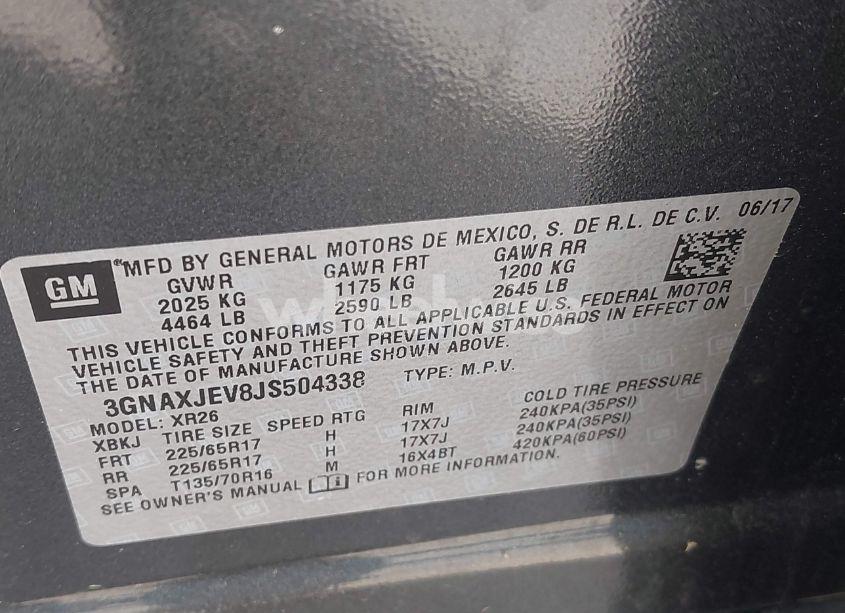 GM
®MFD BY GENERAL MOTORS DE MEXICO, S. DE R.L. DE C.V. 06/17
GVWR GAWR FRT GAWR RR
2025 KG 1175 KG 1200 KG
4464 LB 2590 LB 2645 LB
THIS VEHICLE CONFORMS TO ALL APPLICABLE U.S. FEDERAL MOTOR
VEHICLE SAFETY AND THEFT PREVENTION STANDARDS IN EFFECT ON
THE DATE OF MANUFACTURE SHOWN ABOVE.
3GNAXJEV8JS504338 TYPE: M.P.V.
MODEL: XR26
XBKJ TIRE SIZE SPEED RTG RIM COLD TIRE PRESSURE
FRT 225/65R17 H 17X7J 240KPA(35PSI)
RR 225/65R17 H 17X7J 240KPA(35PSI)
SPA T135/70R16 M 16X4BT 420KPA(60PSI)
SEE OWNER'S MANUAL FOR MORE INFORMATION.